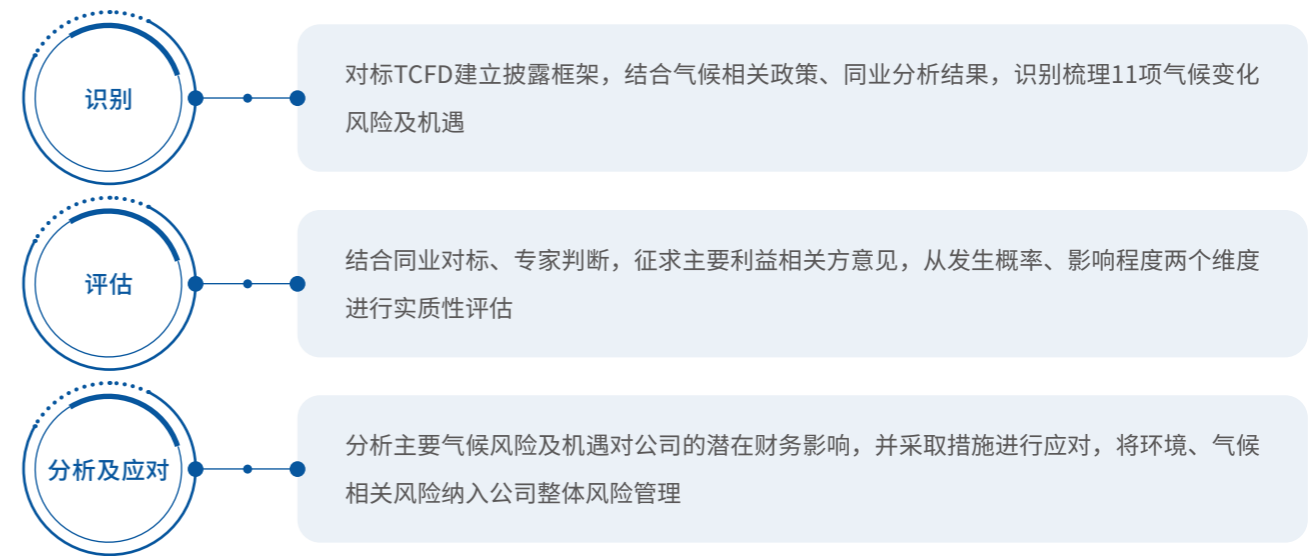 识别
对标TCFD建立披露框架，结合气候相关政策、同业分析结果，识别梳理11项气候变化
风险及机遇
评估
结合同业对标、专家判断，征求主要利益相关方意见，从发生概率、影响程度两个维度
进行实质性评估
分析及应对
分析主要气候风险及机遇对公司的潜在财务影响，并采取措施进行应对，将环境、气候
相关风险纳入公司整体风险管理